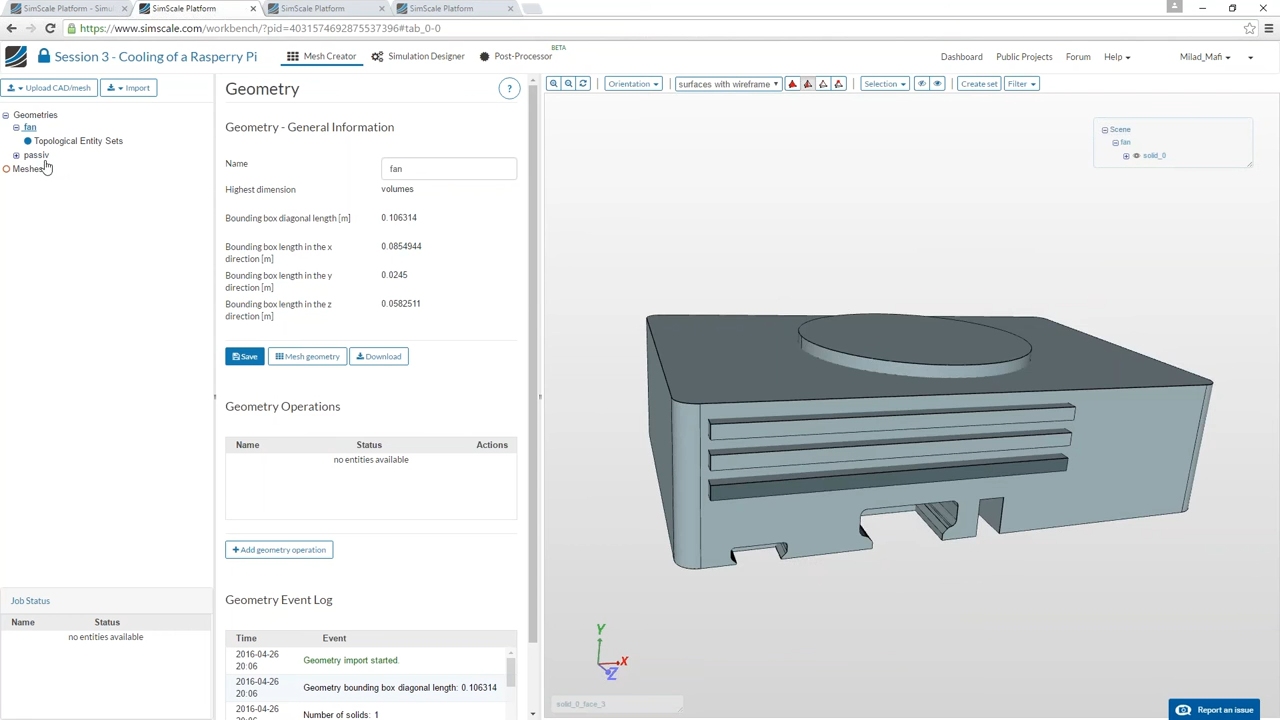 SimScale Platform
SimScale Platform
SimScale Platform
SimScale Platform
https://www.simscale.com/workbench/?pid=4031574692875537396#tab_0-0
Session 3 - Cooling of a Rasperry Pi
Mesh Creator
Simulation Designer
Post-Processor
BETA
Dashboard
Public Projects
Forum
Help
Milad_Mafi
Upload CAD/mesh
Import
Geometries
fan
Topological Entity Sets
passiv
Meshes
Geometry
?
Geometry - General Information
Name
fan
Highest dimension
volumes
Bounding box diagonal length [m]
0.106314
Bounding box length in the x
direction [m]
0.0854944
Bounding box length in the y
direction [m]
0.0245
Bounding box length in the z
direction [m]
0.0582511
Save
Mesh geometry
Download
Geometry Operations
Name Status Actions
no entities available
+ Add geometry operation
Geometry Event Log
Time Event
2016-04-26
20:06
Geometry import started.
2016-04-26
20:06
Geometry bounding box diagonal length: 0.106314
2016-04-26
20:06
Number of solids: 1
Job Status
Name Status
no entities available
Orientation
surfaces with wireframe
Selection
Create set
Filter
Scene
fan
solid_0
Y
X
Z
solid_0_face_3
Report an issue